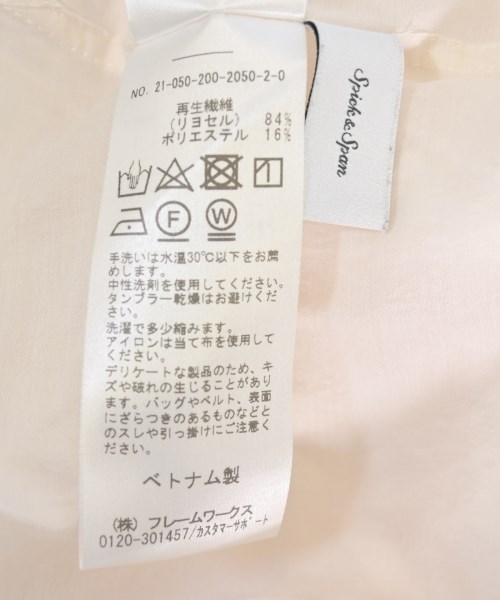 NO. 21-050-200-2050-2-0
再生繊維
(リヨセル) 84%
ポリエステル 16%
F W
手洗いは水温30℃以下をお薦
めします。
中性洗剤を使用してください。
タンブラー乾燥はお避けくださ
い。
洗濯で多少縮みます。
アイロンは当て布を使用して
ください。
デリケートな製品のため、キ
ズや破れの生じることがあり
ます。バッグやベルト、表面
にざらつきのあるものなどと
のスレや引っ掛けにご注意く
ださい。
ベトナム製
(株) フレームワークス
0120-301457/カスタマーサポート
Spick & Span